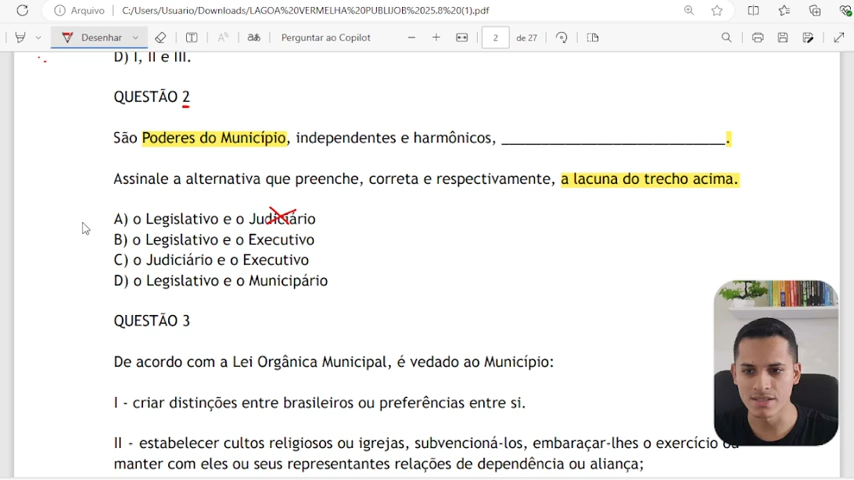 Arquivo C:/Users/Usuario/Downloads/LAGOA%20VERMELHA%20PUBLIJOB%202025.8%20(1).pdf
Desenhar Perguntar ao Copilot 2 de 27
D) I, II e III.
QUESTÃO 2
São Poderes do Município, independentes e harmônicos, ______________________________.
Assinale a alternativa que preenche, correta e respectivamente, a lacuna do trecho acima.
A) o Legislativo e o Judiciário
B) o Legislativo e o Executivo
C) o Judiciário e o Executivo
D) o Legislativo e o Municipário
QUESTÃO 3
De acordo com a Lei Orgânica Municipal, é vedado ao Município:
I - criar distinções entre brasileiros ou preferências entre si.
II - estabelecer cultos religiosos ou igrejas, subvencioná-los, embaraçar-lhes o exercício ou
manter com eles ou seus representantes relações de dependência ou aliança;